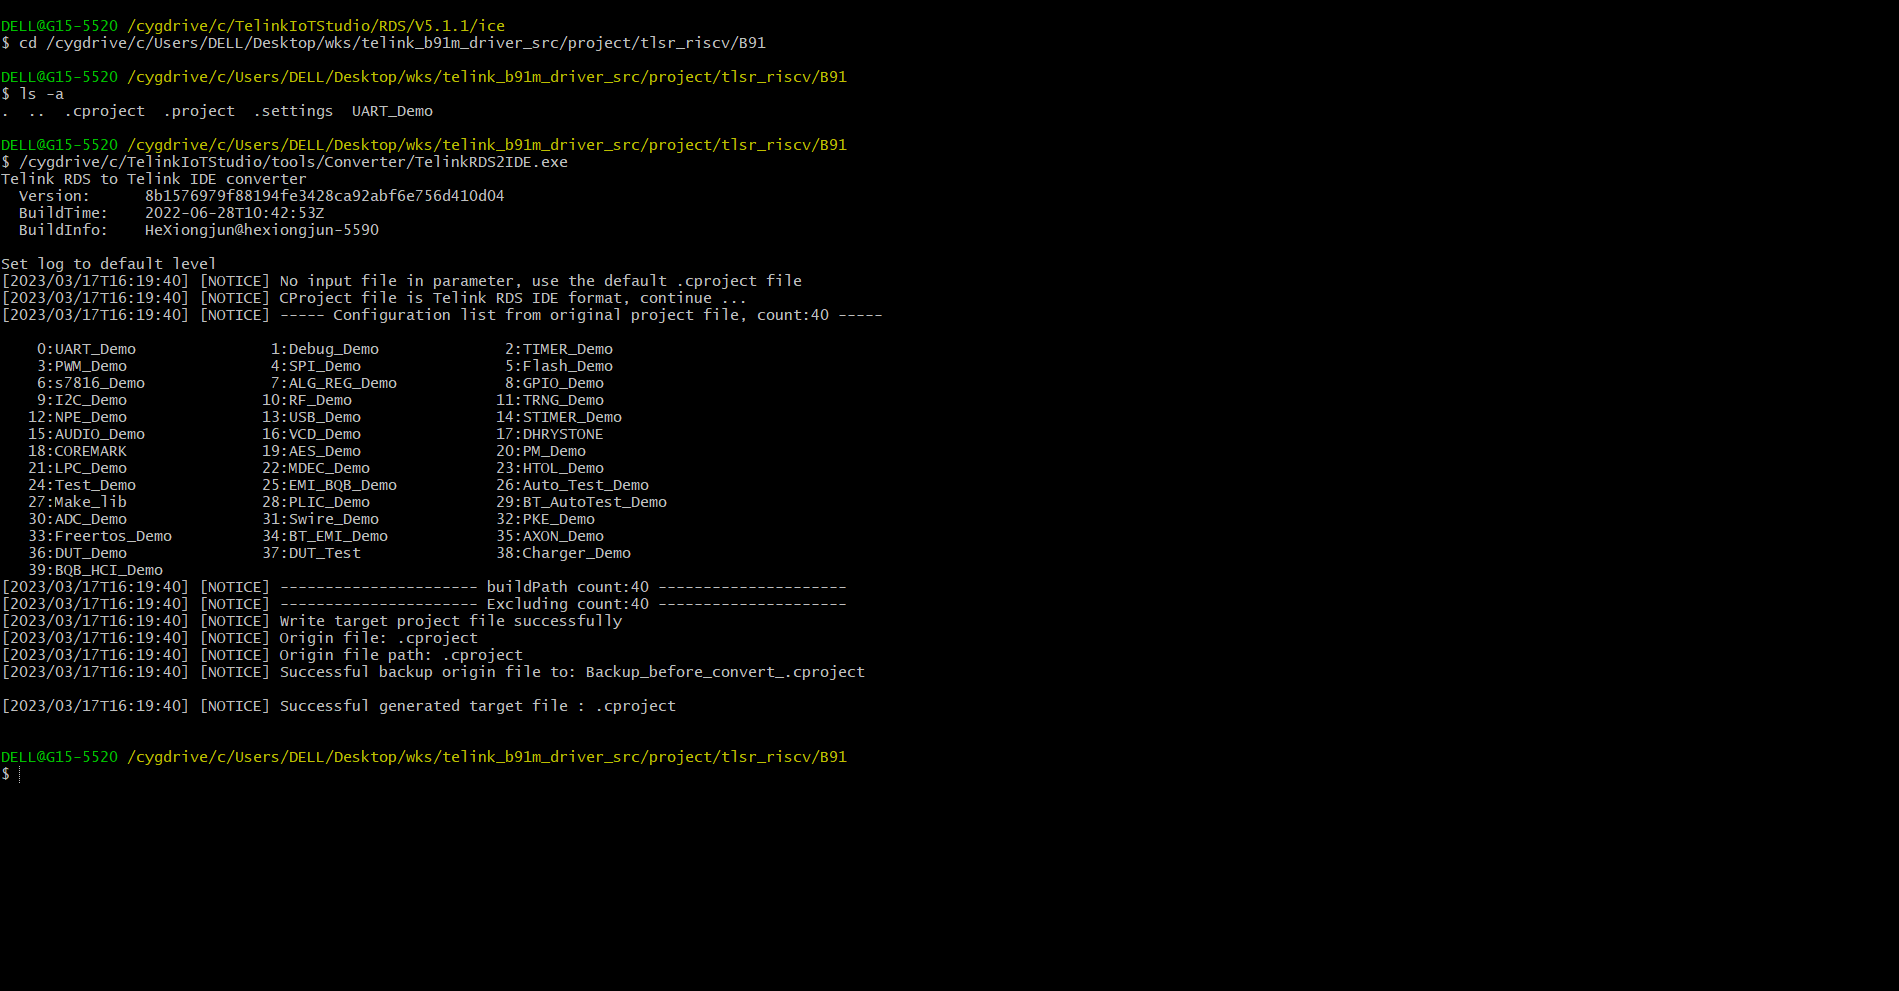 DELL@G15-5520 /cygdrive/c/TelinkIoTStudio/RDS/V5.1.1/ice
$ cd /cygdrive/c/Users/DELL/Desktop/wks/telink_b91m_driver_src/project/tlsr_riscv/B91
DELL@G15-5520 /cygdrive/c/Users/DELL/Desktop/wks/telink_b91m_driver_src/project/tlsr_riscv/B91
$ ls -a
.  ..  .cproject  .project  .settings  UART_Demo
DELL@G15-5520 /cygdrive/c/Users/DELL/Desktop/wks/telink_b91m_driver_src/project/tlsr_riscv/B91
$ /cygdrive/c/TelinkIoTStudio/tools/Converter/TelinkRDS2IDE.exe
Telink RDS to Telink IDE converter
  Version:      8b1576979f88194fe3428ca92abf6e756d410d04
  BuildTime:    2022-06-28T10:42:53Z
  BuildInfo:    HeXiongjun@hexiongjun-5590
Set log to default level
[2023/03/17T16:19:40] [NOTICE] No input file in parameter, use the default .cproject file
[2023/03/17T16:19:40] [NOTICE] CProject file is Telink RDS IDE format, continue ...
[2023/03/17T16:19:40] [NOTICE] ----- Configuration list from original project file, count:40 -----
    0:UART_Demo               1:Debug_Demo              2:TIMER_Demo
    3:PWM_Demo                4:SPI_Demo                5:Flash_Demo
    6:s7816_Demo              7:ALG_REG_Demo            8:GPIO_Demo
    9:I2C_Demo               10:RF_Demo                11:TRNG_Demo
   12:NPE_Demo               13:USB_Demo               14:STIMER_Demo
   15:AUDIO_Demo             16:VCD_Demo               17:DHRYSTONE
   18:COREMARK               19:AES_Demo               20:PM_Demo
   21:LPC_Demo               22:MDEC_Demo              23:HTOL_Demo
   24:Test_Demo              25:EMI_BQB_Demo           26:Auto_Test_Demo
   27:Make_lib               28:PLIC_Demo              29:BT_AutoTest_Demo
   30:ADC_Demo               31:Swire_Demo             32:PKE_Demo
   33:Freertos_Demo          34:BT_EMI_Demo            35:AXON_Demo
   36:DUT_Demo               37:DUT_Test               38:Charger_Demo
   39:BQB_HCI_Demo
[2023/03/17T16:19:40] [NOTICE] ---------------------- buildPath count:40 ---------------------
[2023/03/17T16:19:40] [NOTICE] ---------------------- Excluding count:40 ---------------------
[2023/03/17T16:19:40] [NOTICE] Write target project file successfully
[2023/03/17T16:19:40] [NOTICE] Origin file: .cproject
[2023/03/17T16:19:40] [NOTICE] Origin file path: .cproject
[2023/03/17T16:19:40] [NOTICE] Successful backup origin file to: Backup_before_convert_.cproject
[2023/03/17T16:19:40] [NOTICE] Successful generated target file : .cproject
DELL@G15-5520 /cygdrive/c/Users/DELL/Desktop/wks/telink_b91m_driver_src/project/tlsr_riscv/B91
$